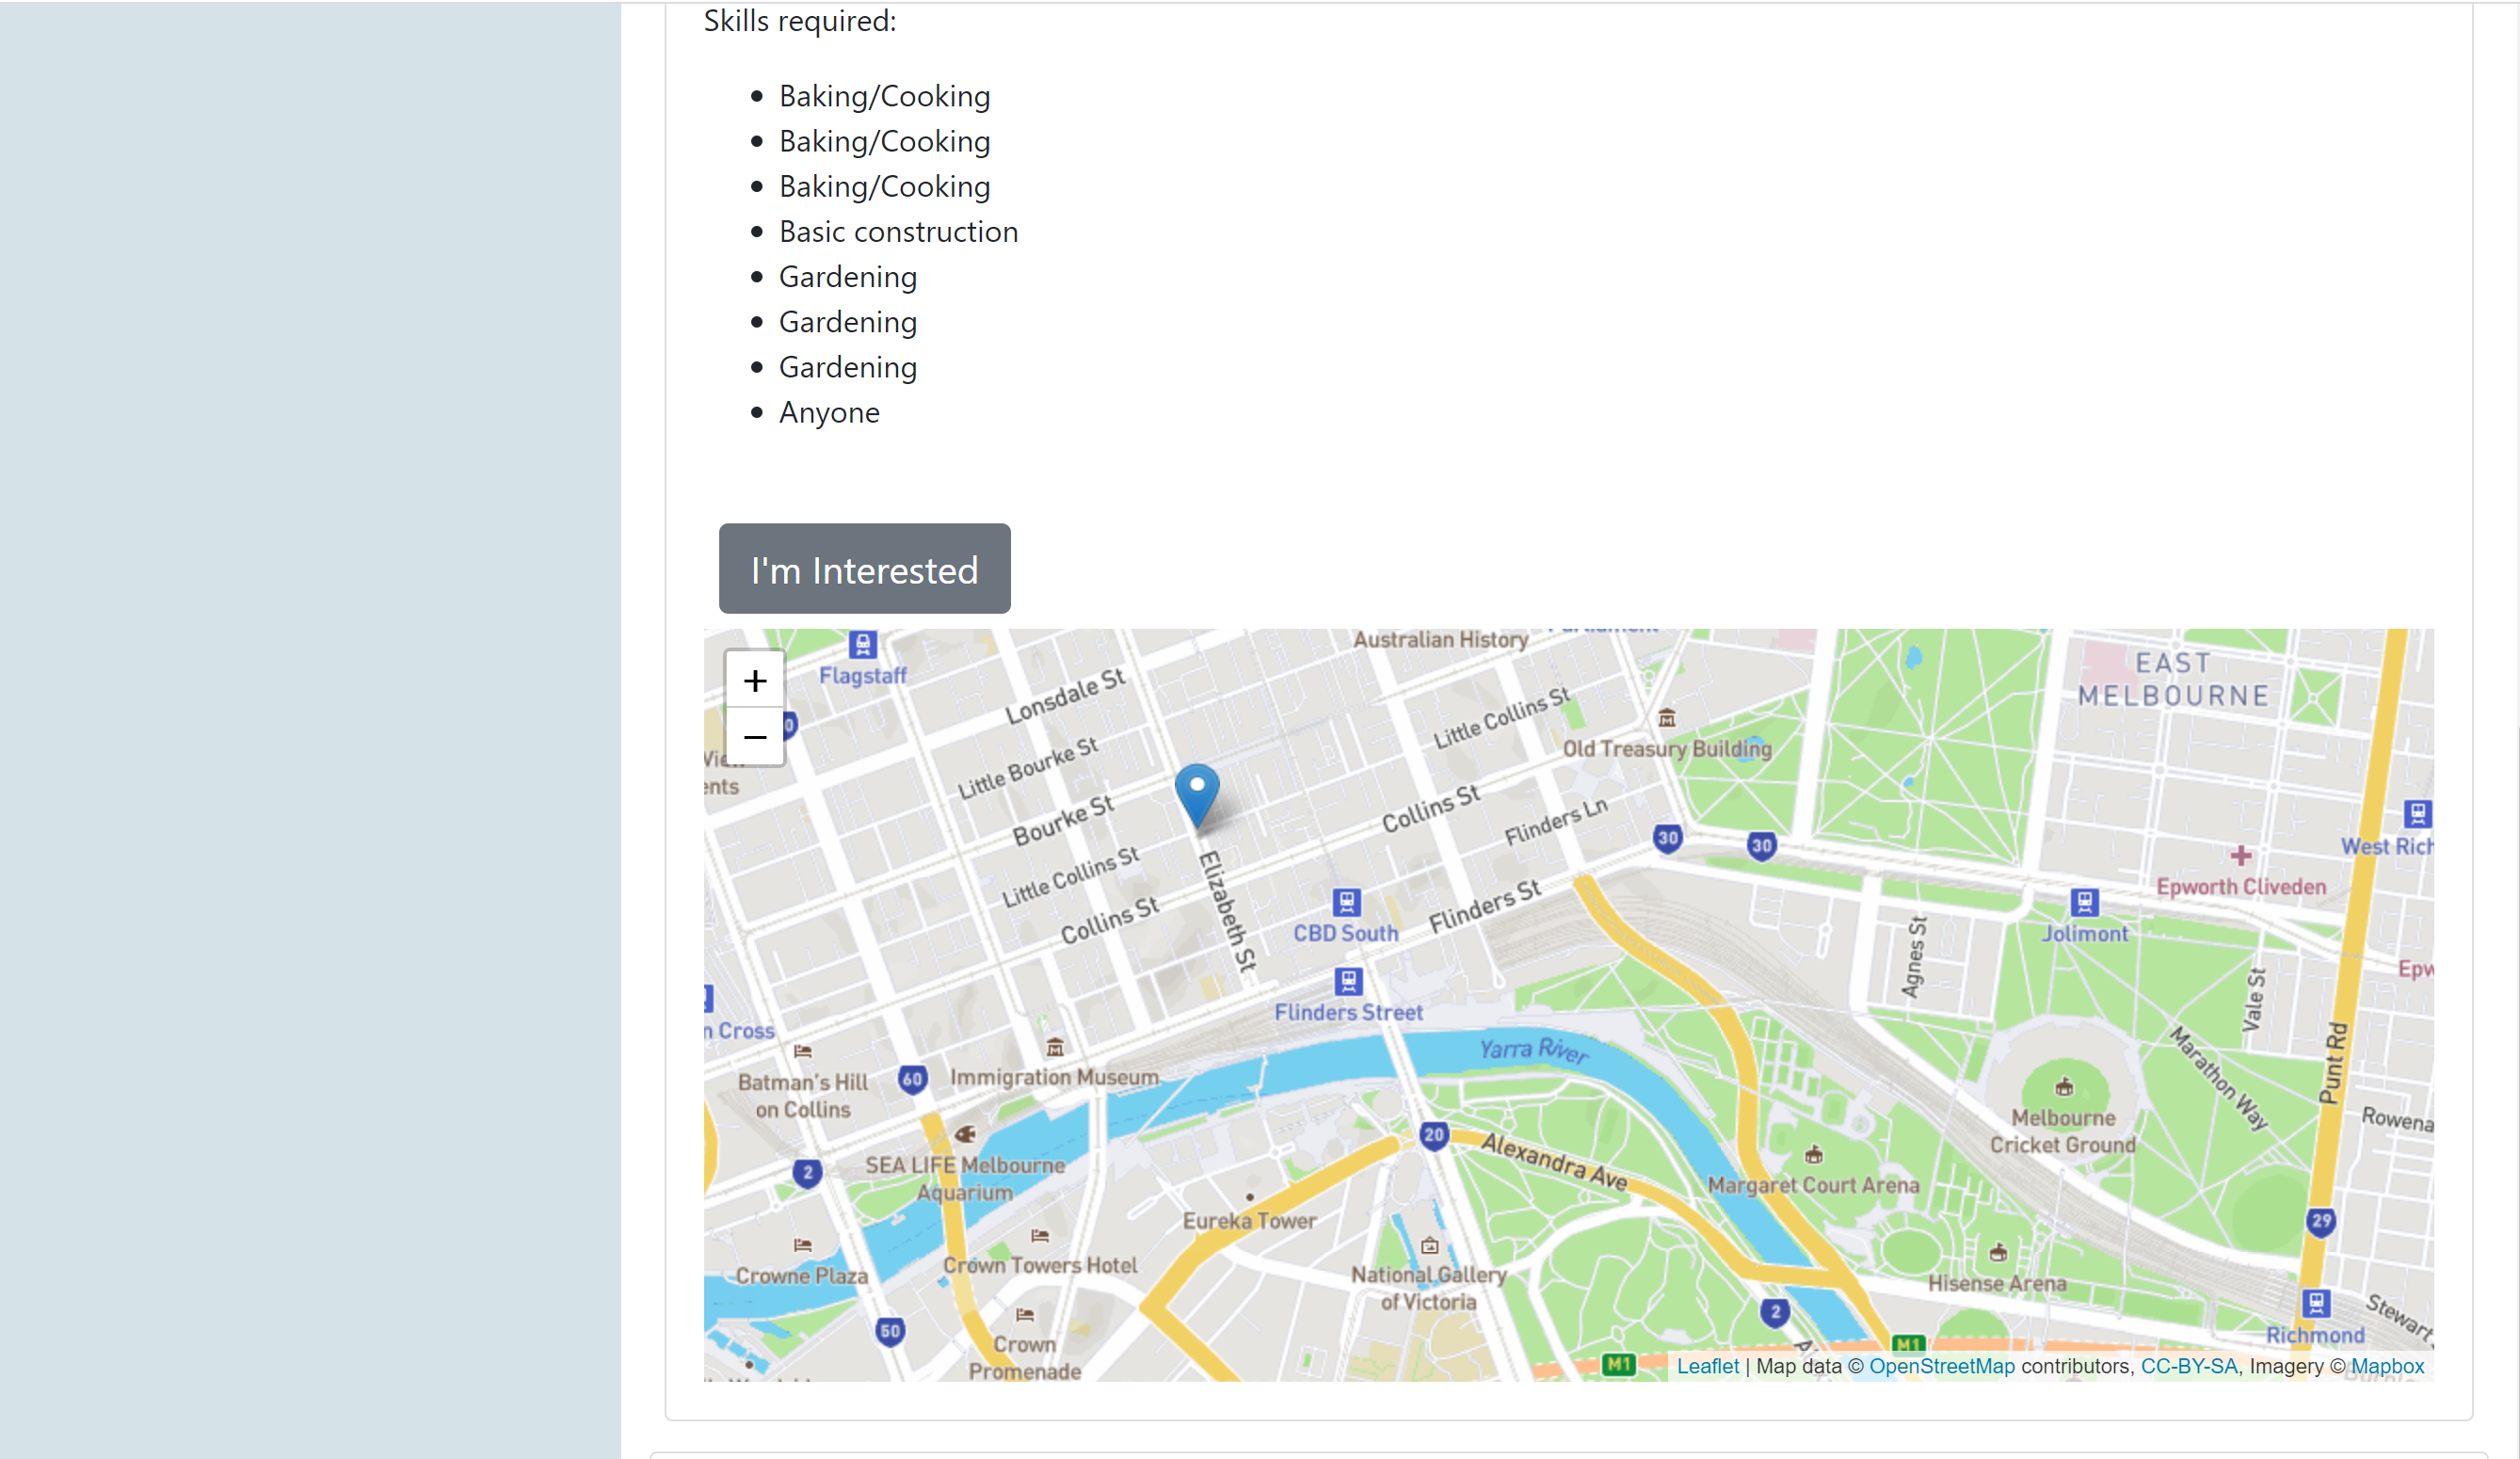 Skills required:
Baking/Cooking
Baking/Cooking
Baking/Cooking
Basic construction
Gardening
Gardening
Gardening
Anyone
I'm Interested
Australian History
Flagstaff
+
−
Lonsdale St
Little Bourke St
Bourke St
Little Collins St
Collins St
Elizabeth St
Little Collins St
Old Treasury Building
Collins St
Flinders Ln
Flinders St
30
30
EAST
MELBOURNE
West Rich
Epworth Cliveden
CBD South
Jolimont
Agnes St
Vale St
Epw
Flinders Street
n Cross
Yarra River
Punt Rd
Marathon Way
Batman's Hill
on Collins
60
Immigration Museum
Melbourne
Cricket Ground
Rowena
20
Alexandra Ave
2
SEA LIFE Melbourne
Aquarium
Margaret Court Arena
Eureka Tower
29
Crowne Plaza
Crown Towers Hotel
National Gallery
of Victoria
Hisense Arena
2
50
Stewart
Richmond
Crown
Promenade
M1
M1
Leaflet | Map data © OpenStreetMap contributors, CC-BY-SA, Imagery © Mapbox